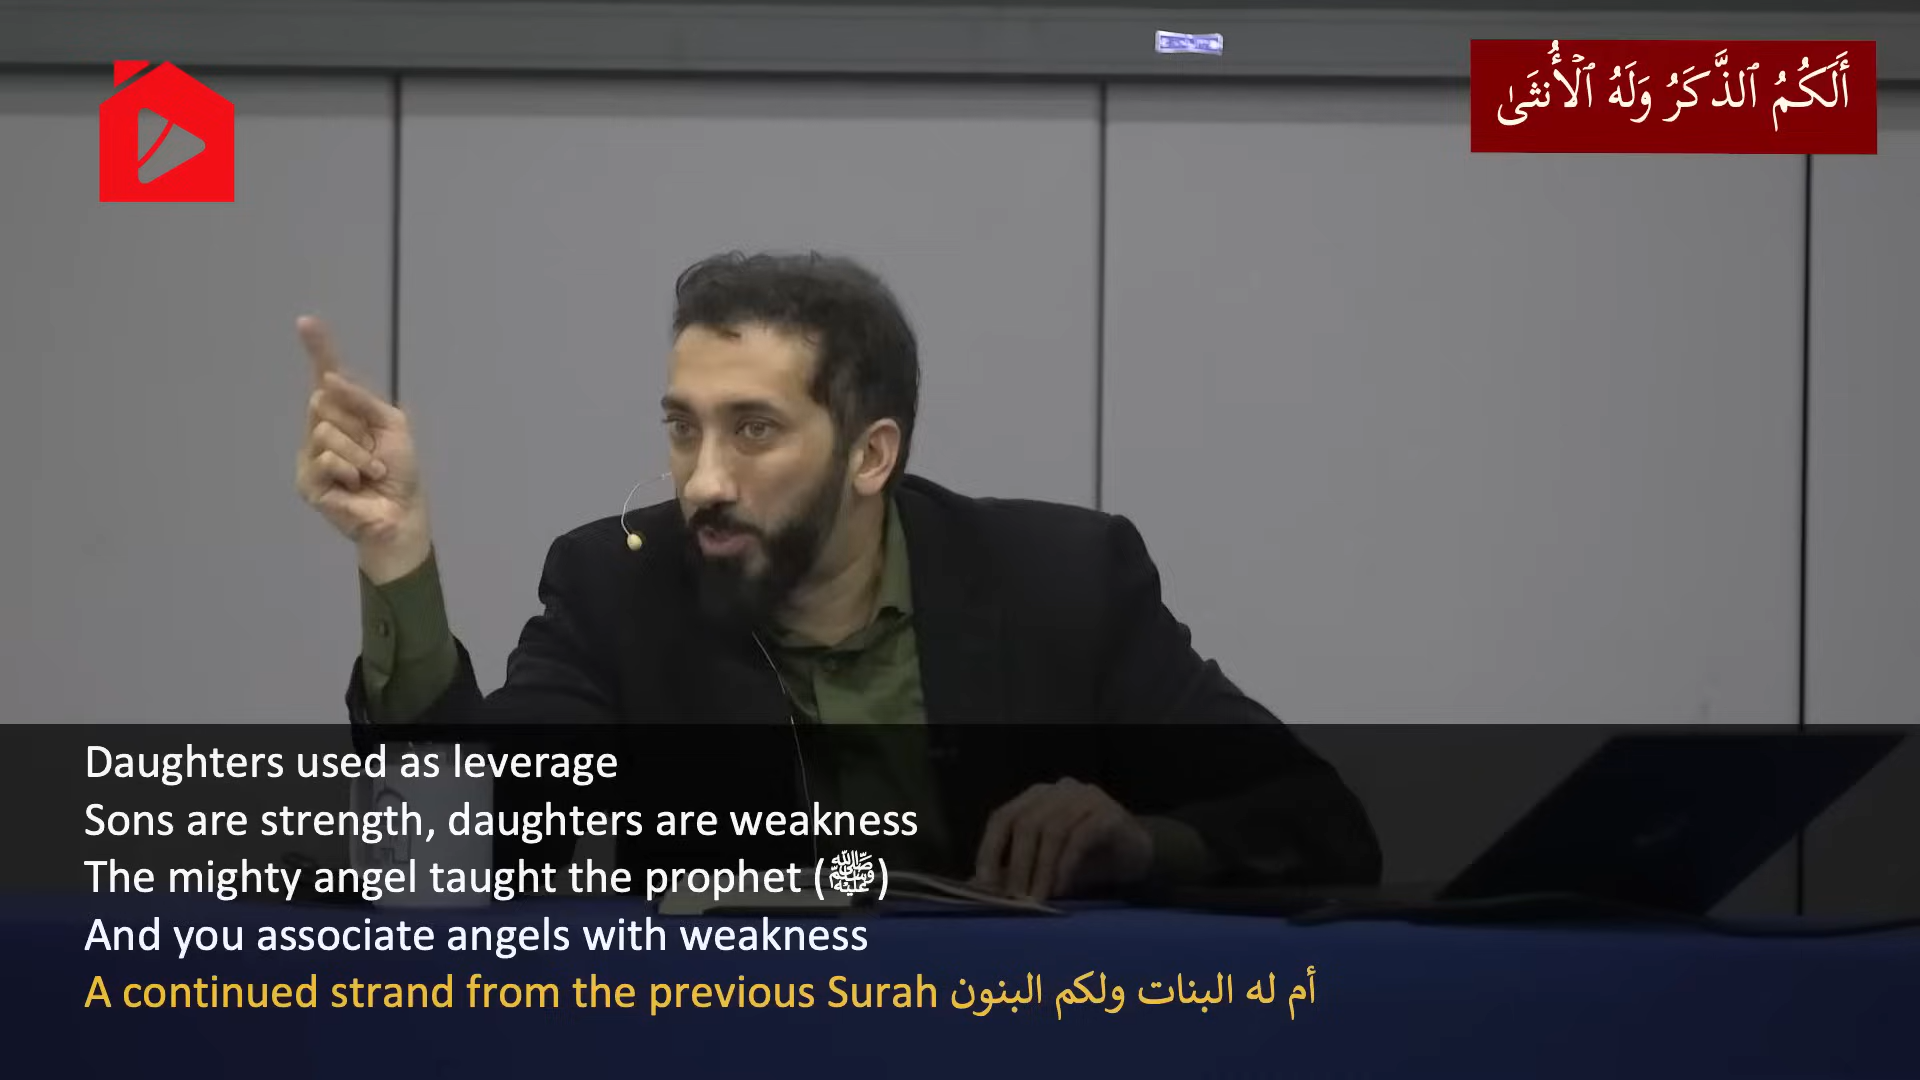 أَلَكُمُ ٱلذَّكَرُ وَلَهُ ٱلْأُنثَىٰ
Daughters used as leverage
Sons are strength, daughters are weakness
The mighty angel taught the prophet (ﷺ)
And you associate angels with weakness
A continued strand from the previous Surah أم له البنات ولكم البنون